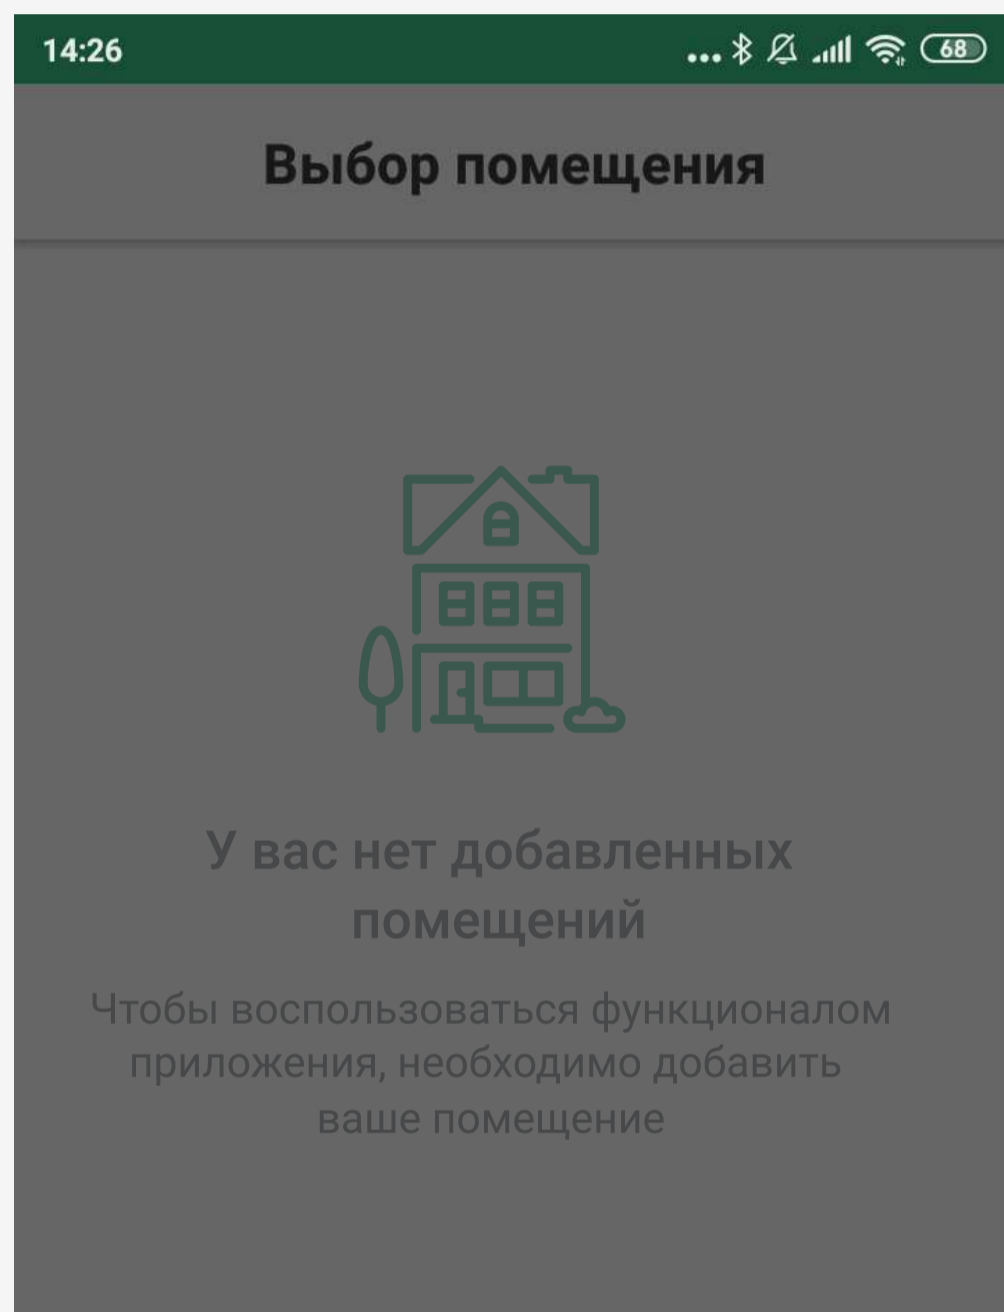 14:26
68
Выбор помещения
У вас нет добавленных
помещений
Чтобы воспользоваться функционалом
приложения, необходимо добавить
ваше помещение